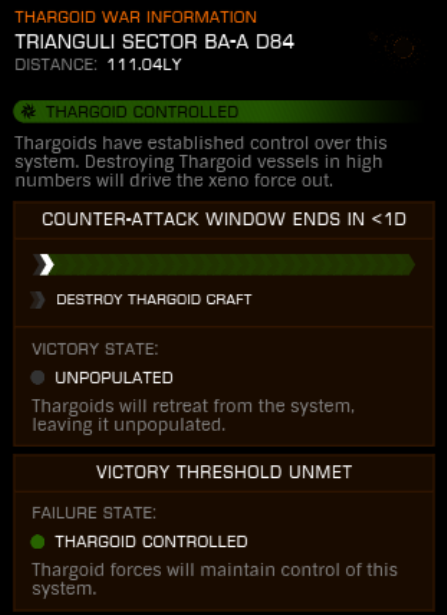 THARGOID WAR INFORMATION
TRIANGULI SECTOR BA-A D84
DISTANCE: 111.04LY
THARGOID CONTROLLED
Thargoids have established control over this
system. Destroying Thargoid vessels in high
numbers will drive the xeno force out.
COUNTER-ATTACK WINDOW ENDS IN <1D
DESTROY THARGOID CRAFT
VICTORY STATE:
UNPOPULATED
Thargoids will retreat from the system,
leaving it unpopulated.
VICTORY THRESHOLD UNMET
FAILURE STATE:
THARGOID CONTROLLED
Thargoid forces will maintain control of this
system.